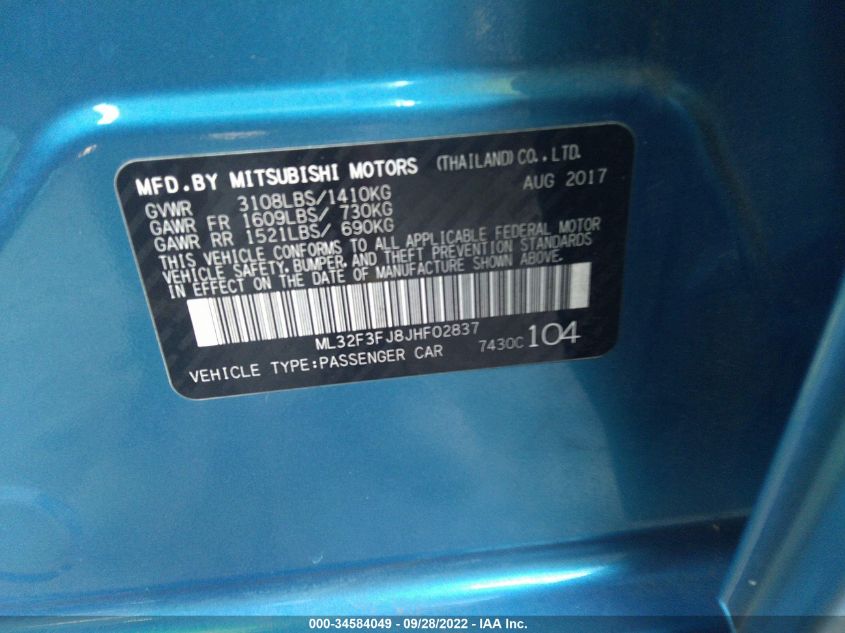 MFD. BY MITSUBISHI MOTORS (THAILAND) CO., LTD.
GVWR 3108LBS/1410KG AUG 2017
GAWR FR 1609LBS/ 730KG
GAWR RR 1521LBS/ 690KG
THIS VEHICLE CONFORMS TO ALL APPLICABLE FEDERAL MOTOR
VEHICLE SAFETY, BUMPER, AND THEFT PREVENTION STANDARDS
IN EFFECT ON THE DATE OF MANUFACTURE SHOWN ABOVE.
ML32F3FJ8JHF02837
VEHICLE TYPE:PASSENGER CAR 7430C 104
000-34584049 - 09/28/2022 - IAA Inc.